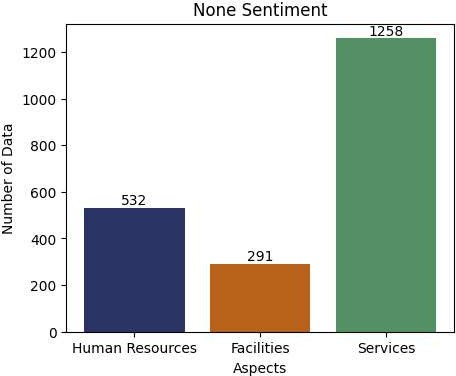 None Sentiment
Number of Data
1200
1000
800
600
400
200
0
532
291
1258
Human Resources
Facilities
Services
Aspects